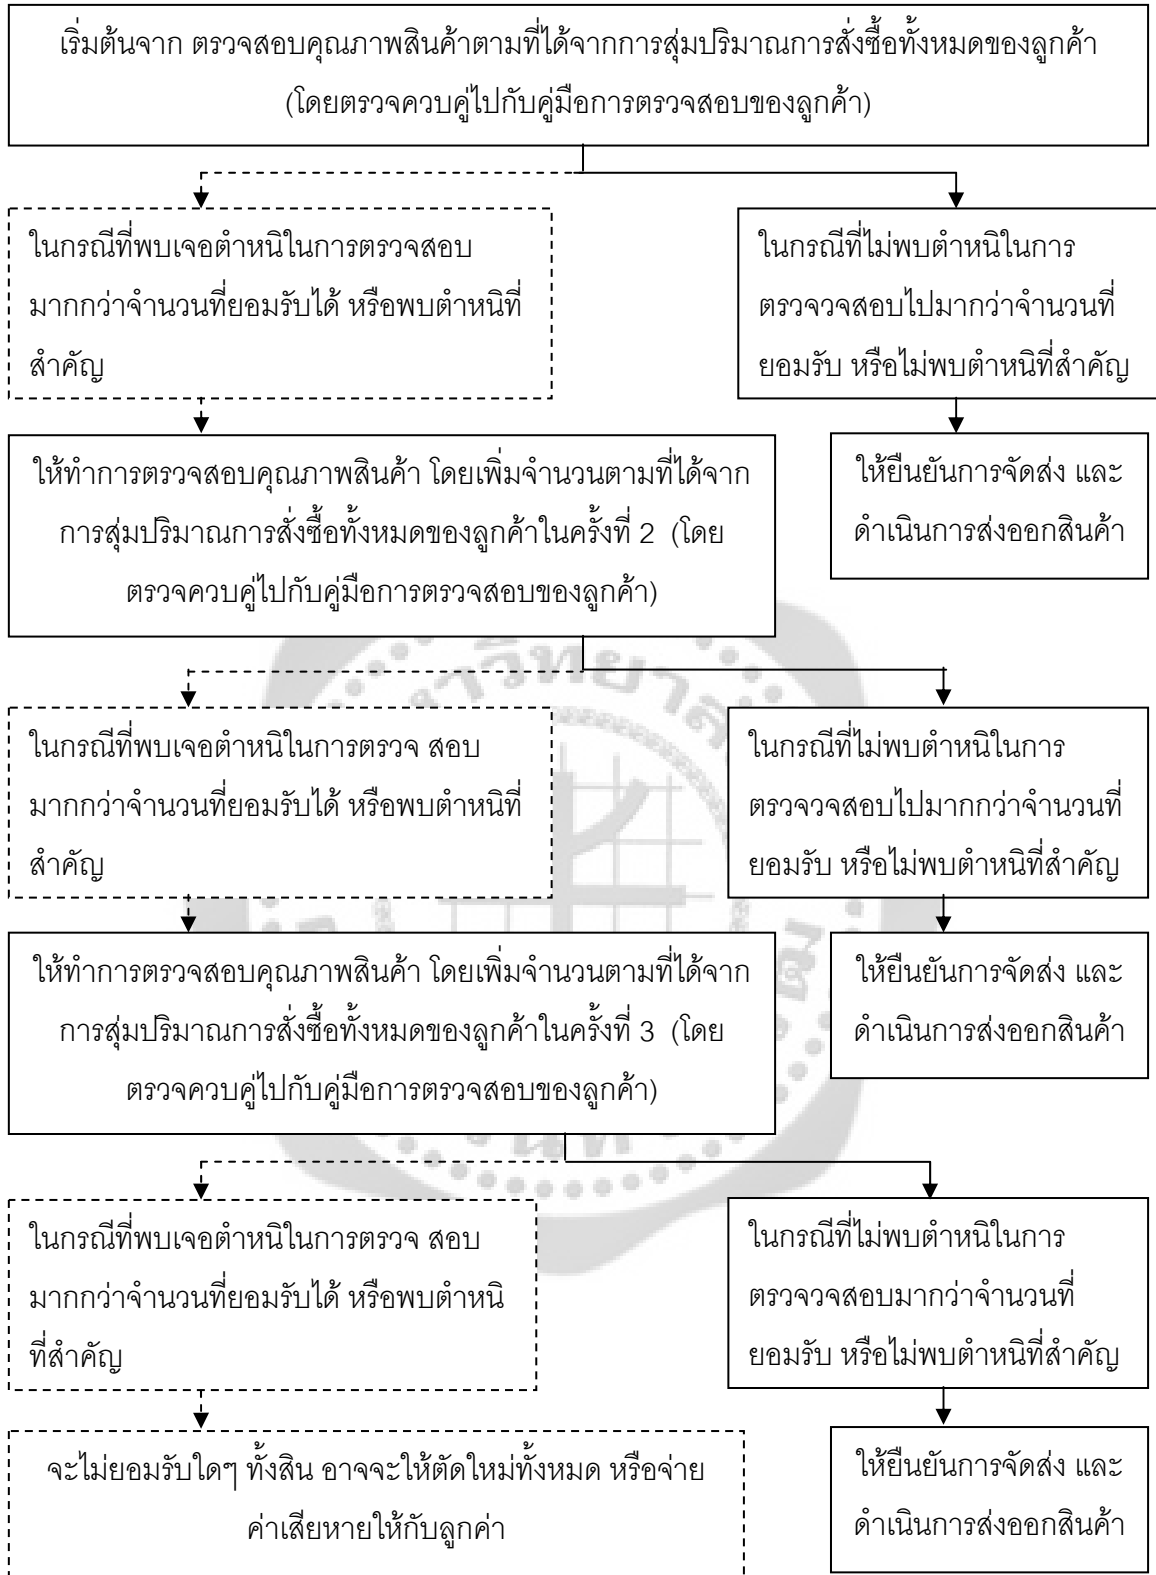 เริ่มต้นจาก ตรวจสอบคุณภาพสินค้าตามที่ได้จากการสุ่มปริมาณการสั่งซื้อทั้งหมดของลูกค้า
(โดยตรวจควบคู่ไปกับคู่มือการตรวจสอบของลูกค้า)
ในกรณีที่พบเจอตำหนิในการตรวจสอบ
มากกว่าจำนวนที่ยอมรับได้ หรือพบตำหนิที่
สำคัญ
ในกรณีที่ไม่พบตำหนิในการ
ตรวจวจสอบไปมากว่าจำนวนที่
ยอมรับ หรือไม่พบตำหนิที่สำคัญ
ให้ทำการตรวจสอบคุณภาพสินค้า โดยเพิ่มจำนวนตามที่ได้จาก
การสุ่มปริมาณการสั่งซื้อทั้งหมดของลูกค้าในครั้งที่ 2 (โดย
ตรวจควบคู่ไปกับคู่มือการตรวจสอบของลูกค้า)
ให้ยืนยันการจัดส่ง และ
ดำเนินการส่งออกสินค้า
ในกรณีที่พบเจอตำหนิในการตรวจ สอบ
มากกว่าจำนวนที่ยอมรับได้ หรือพบตำหนิที่
สำคัญ
ในกรณีที่ไม่พบตำหนิในการ
ตรวจวจสอบไปมากกว่าจำนวนที่
ยอมรับ หรือไม่พบตำหนิที่สำคัญ
ให้ทำการตรวจสอบคุณภาพสินค้า โดยเพิ่มจำนวนตามที่ได้จาก
การสุ่มปริมาณการสั่งซื้อทั้งหมดของลูกค้าในครั้งที่ 3 (โดย
ตรวจควบคู่ไปกับคู่มือการตรวจสอบของลูกค้า)
ให้ยืนยันการจัดส่ง และ
ดำเนินการส่งออกสินค้า
ในกรณีที่พบเจอตำหนิในการตรวจ สอบ
มากกว่าจำนวนที่ยอมรับได้ หรือพบตำหนิ
ที่สำคัญ
ในกรณีที่ไม่พบตำหนิในการ
ตรวจวจสอบมากว่าจำนวนที่
ยอมรับ หรือไม่พบตำหนิที่สำคัญ
จะไม่ยอมรับใดๆ ทั้งสิน อาจจะให้ตัดใหม่ทั้งหมด หรือจ่าย
ค่าเสียหายให้กับลูกค่า
ให้ยืนยันการจัดส่ง และ
ดำเนินการส่งออกสินค้า